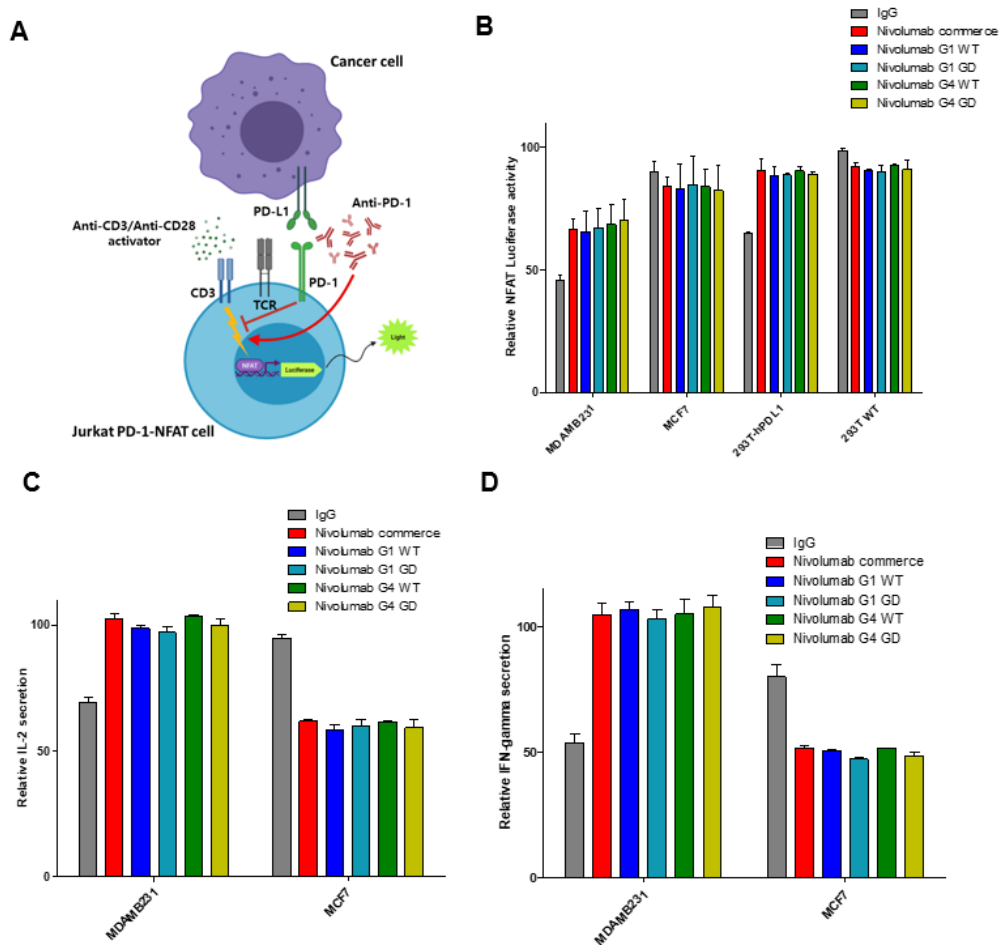 A
Cancer cell
PD-L1
Anti-PD-1
Anti-CD3/Anti-CD28
activator
CD3
TCR
PD-1
NFAT
Luciferase
Light
Jurkat PD-1-NFAT cell
B
IgG
Nivolumab commerce
Nivolumab G1 WT
Nivolumab G1 GD
Nivolumab G4 WT
Nivolumab G4 GD
Relative NFAT Luciferase activity
100
50
0
MDAMB231
MCF7
293T-hPDL1
293T WT
C
IgG
Nivolumab commerce
Nivolumab G1 WT
Nivolumab G1 GD
Nivolumab G4 WT
Nivolumab G4 GD
Relative IL-2 secretion
100
50
0
MDAMB231
MCF7
D
IgG
Nivolumab commerce
Nivolumab G1 WT
Nivolumab G1 GD
Nivolumab G4 WT
Nivolumab G4 GD
Relative IFN-gamma secretion
100
50
0
MDAMB231
MCF7